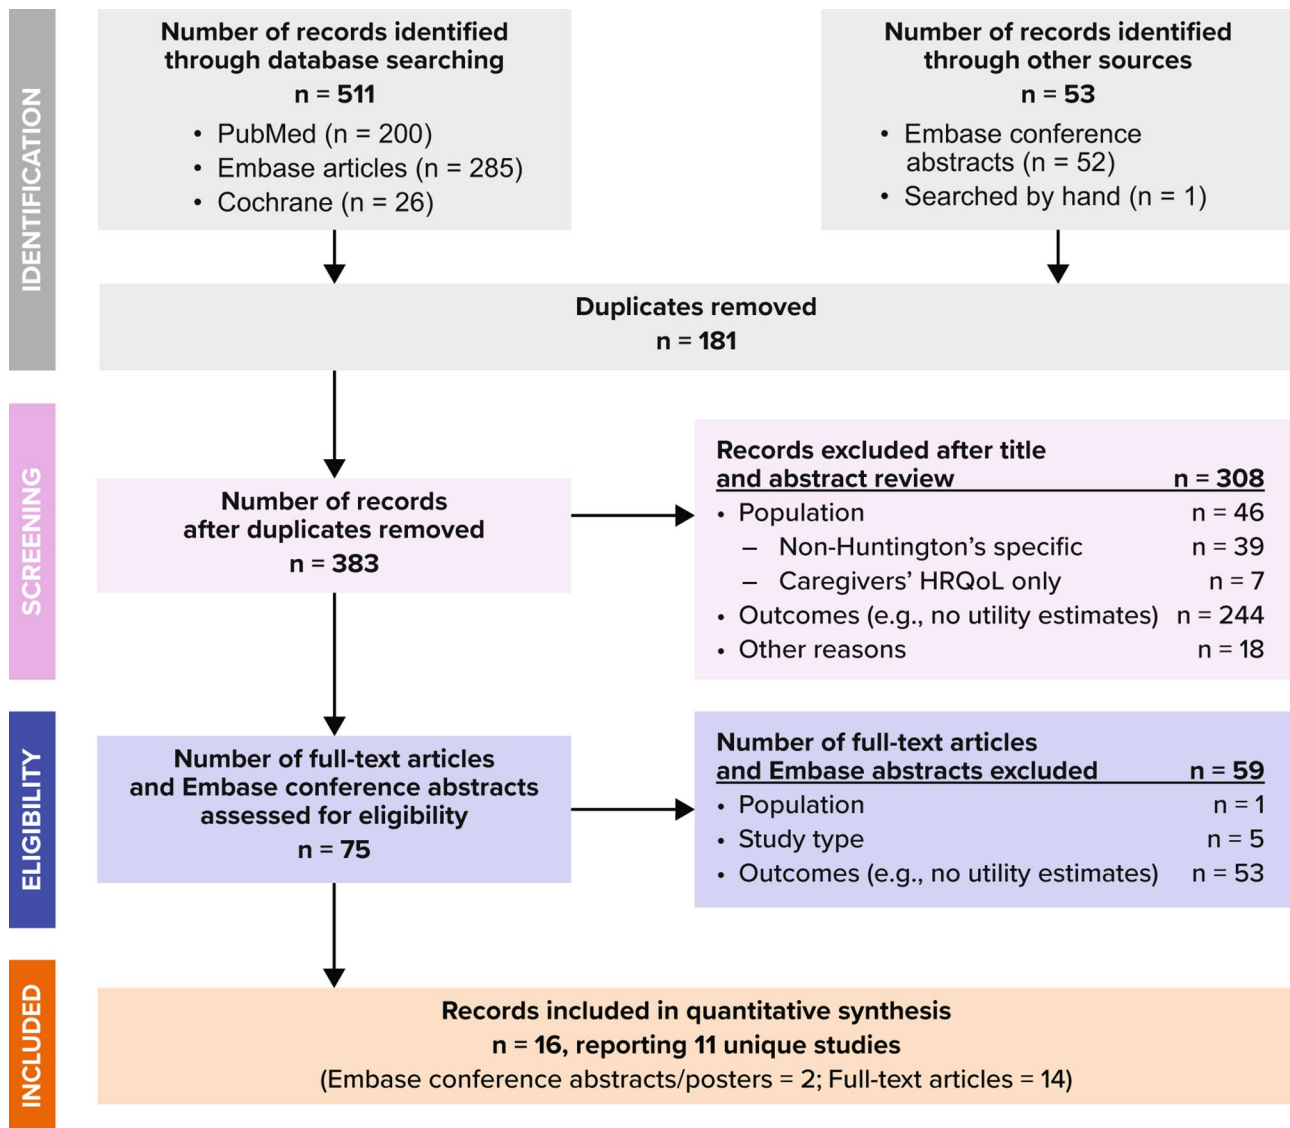 IDENTIFICATION
Number of records identified
through database searching
n = 511
• PubMed (n = 200)
• Embase articles (n = 285)
• Cochrane (n = 26)
Number of records identified
through other sources
n = 53
• Embase conference
abstracts (n = 52)
• Searched by hand (n = 1)
Duplicates removed
n = 181
SCREENING
Number of records
after duplicates removed
n = 383
Records excluded after title
and abstract review n = 308
• Population n = 46
– Non-Huntington’s specific n = 39
– Caregivers’ HRQoL only n = 7
• Outcomes (e.g., no utility estimates) n = 244
• Other reasons n = 18
ELIGIBILITY
Number of full-text articles
and Embase conference abstracts
assessed for eligibility
n = 75
Number of full-text articles
and Embase abstracts excluded n = 59
• Population n = 1
• Study type n = 5
• Outcomes (e.g., no utility estimates) n = 53
INCLUDED
Records included in quantitative synthesis
n = 16, reporting 11 unique studies
(Embase conference abstracts/posters = 2; Full-text articles = 14)